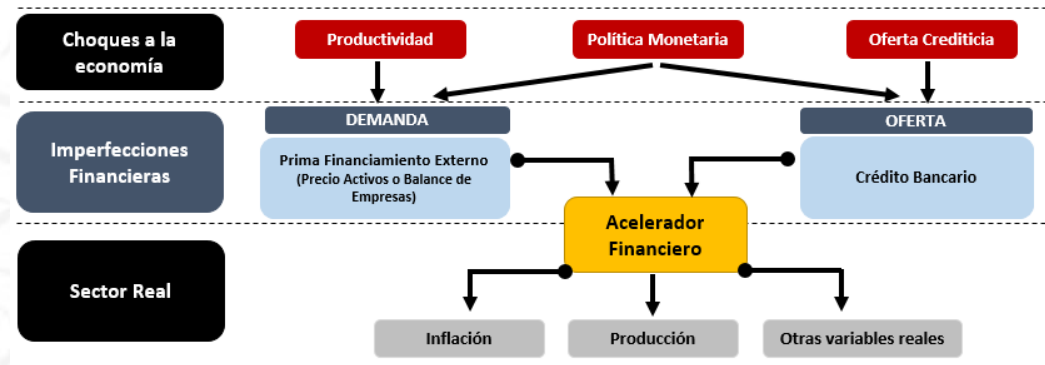 Choques a la
economía
Productividad
Política Monetaria
Oferta Crediticia
Imperfecciones
Financieras
DEMANDA
Prima Financiamiento Externo
(Precio Activos o Balance de
Empresas)
OFERTA
Crédito Bancario
Acelerador
Financiero
Sector Real
Inflación
Producción
Otras variables reales